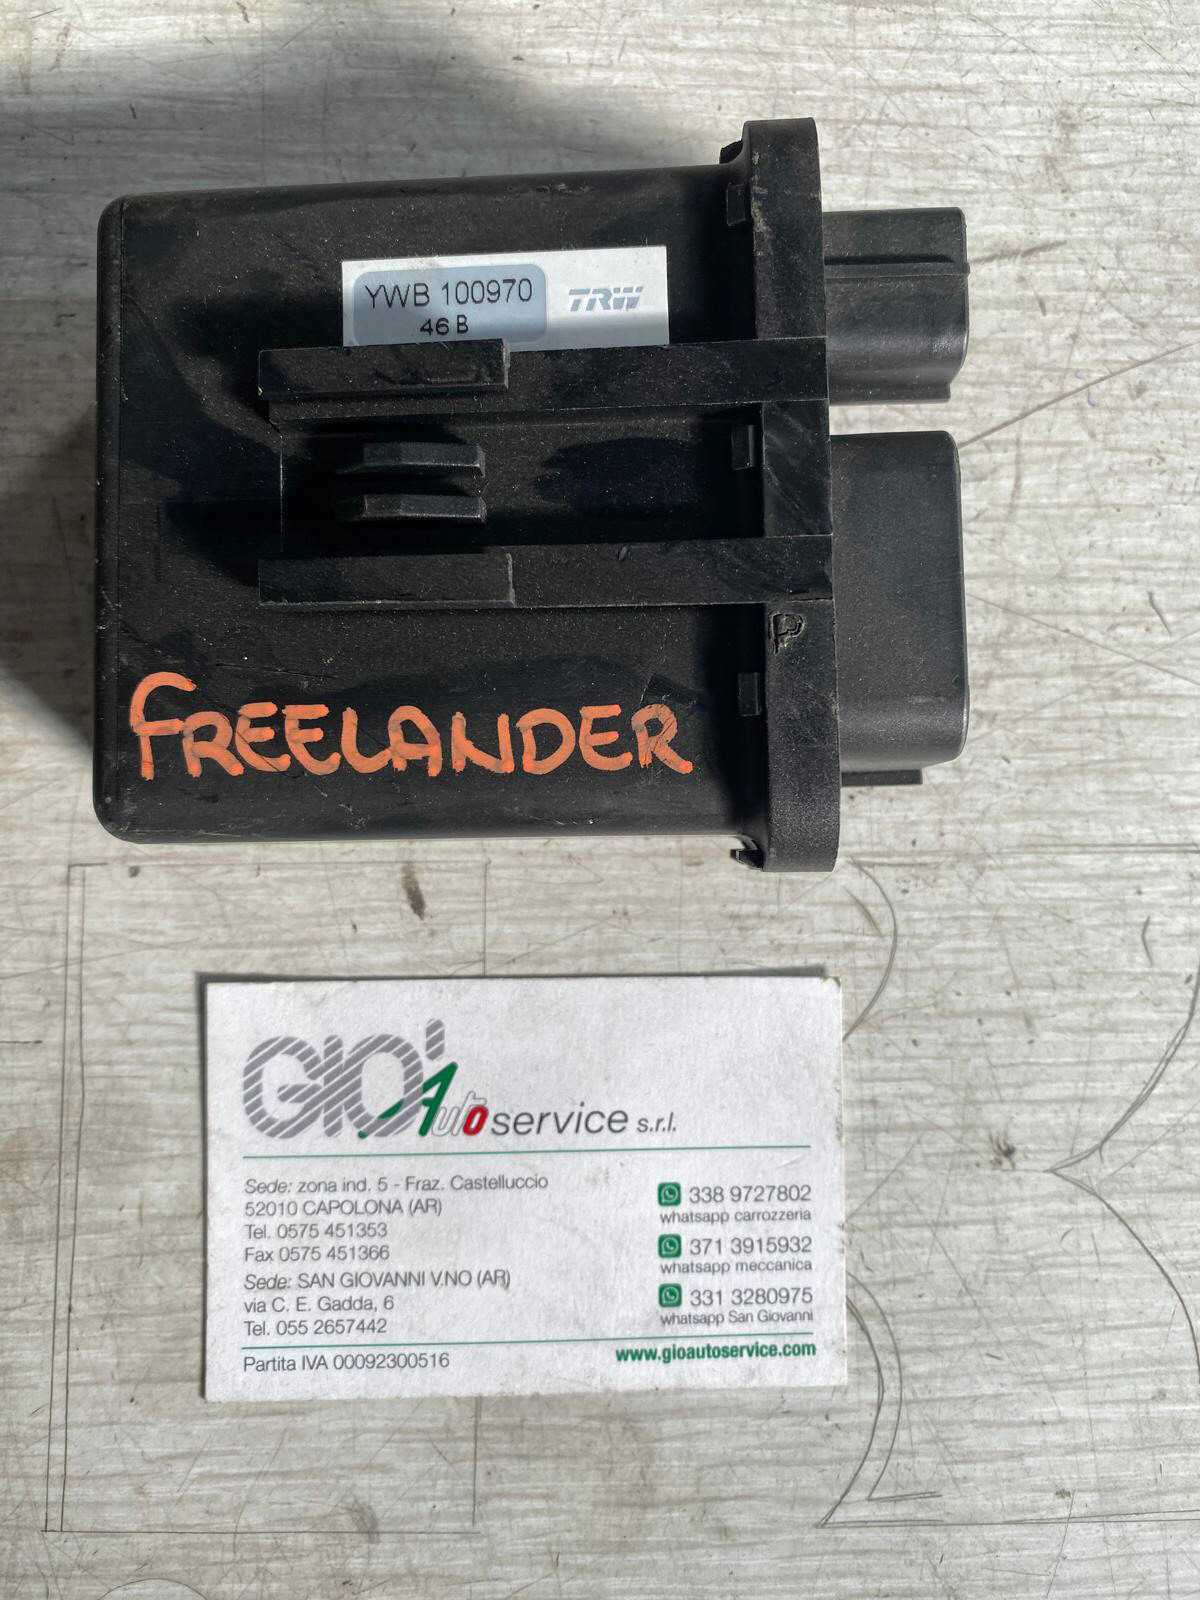 YWB 100970
46 B
TRW
P
FREELANDER
GIO' Auto service s.r.l.
Sede: zona ind. 5 - Fraz. Castelluccio
52010 CAPOLONA (AR)
Tel. 0575 451353
Fax 0575 451366
Sede: SAN GIOVANNI V.NO (AR)
via C. E. Gadda, 6
Tel. 055 2657442
Partita IVA 00092300516
338 9727802
whatsapp carrozzeria
371 3915932
whatsapp meccanica
331 3280975
whatsapp San Giovanni
www.gioautoservice.com